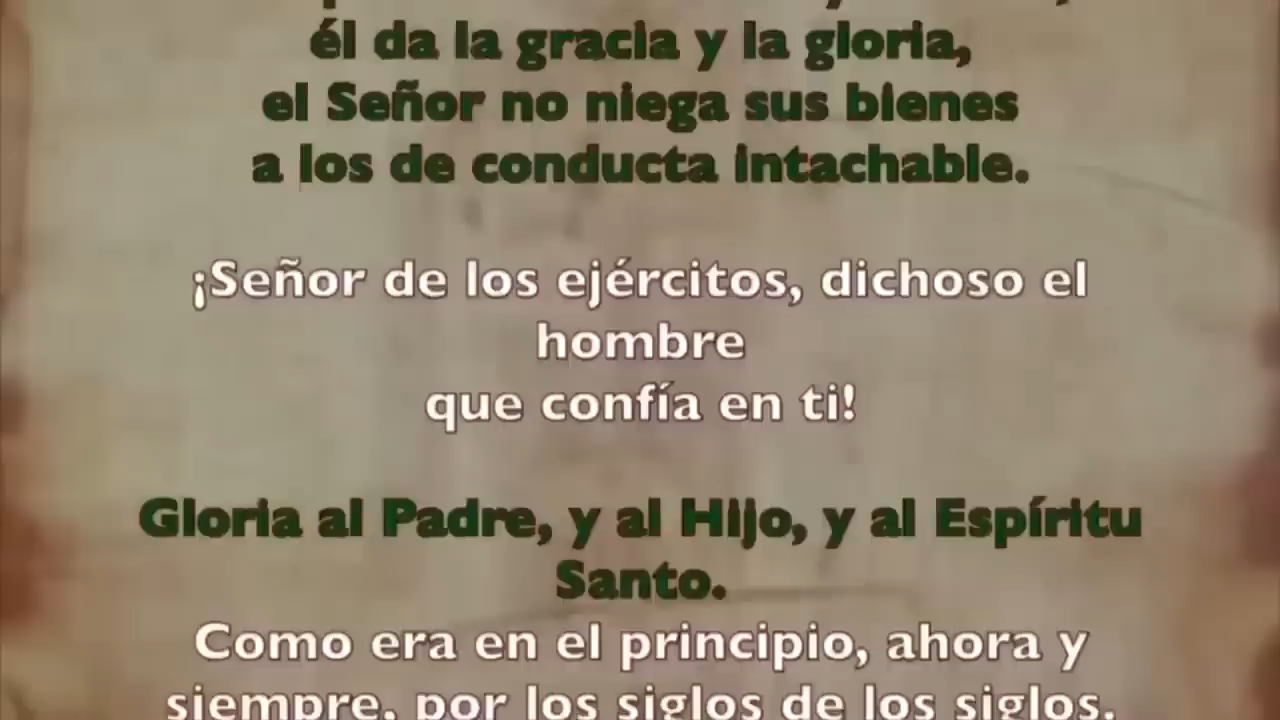 él da la gracia y la gloria,
el Señor no niega sus bienes
a los de conducta intachable.
¡Señor de los ejércitos, dichoso el
hombre
que confía en ti!
Gloria al Padre, y al Hijo, y al Espíritu
Santo.
Como era en el principio, ahora y
siempre, por los siglos de los siglos.